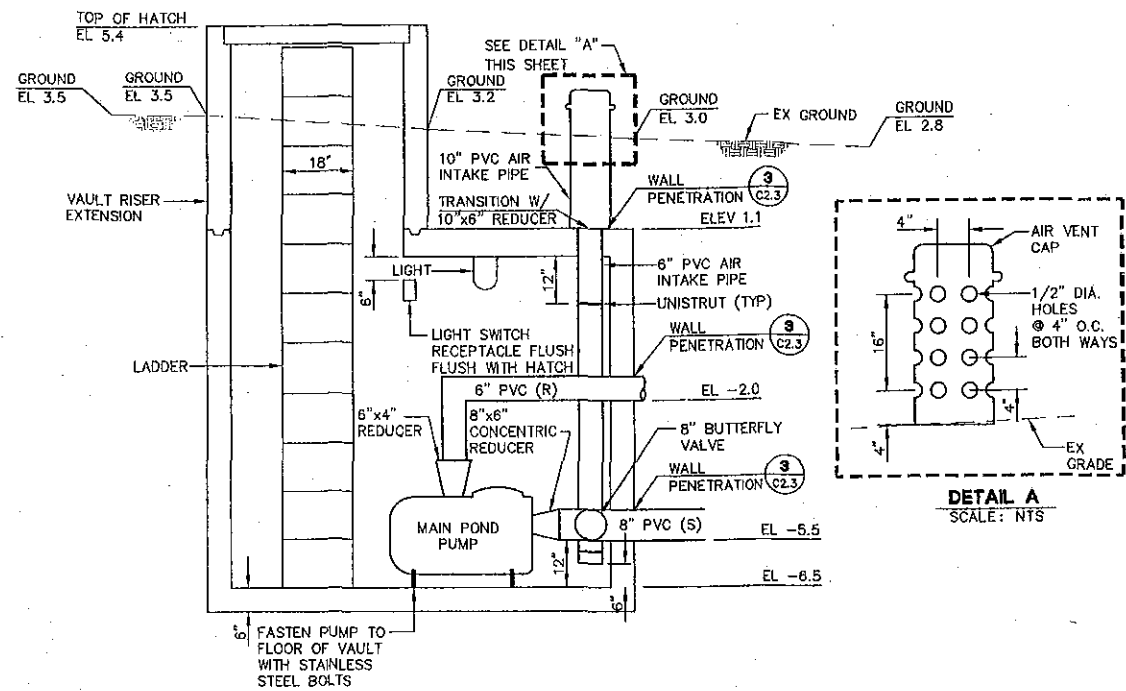 TOP OF HATCH
EL 5.4
GROUND
EL 3.5
GROUND
EL 3.5
GROUND
EL 3.2
SEE DETAIL "A"
THIS SHEET
GROUND
EL 3.0
EX GROUND
GROUND
EL 2.8
18"
10" PVC AIR
INTAKE PIPE
VAULT RISER
EXTENSION
TRANSITION W/
10"x6" REDUCER
WALL
PENETRATION
3
C2.3
ELEV 1.1
LIGHT
6"
12"
6" PVC AIR
INTAKE PIPE
UNISTRUT (TYP)
LIGHT SWITCH
RECEPTACLE FLUSH
FLUSH WITH HATCH
WALL
PENETRATION
3
C2.3
LADDER
6" PVC (R)
EL -2.0
6"x4"
REDUCER
8"x6"
CONCENTRIC
REDUCER
8" BUTTERFLY
VALVE
WALL
PENETRATION
3
C2.3
MAIN POND
PUMP
8" PVC (S)
EL -5.5
12"
EL -6.5
6"
6"
FASTEN PUMP TO
FLOOR OF VAULT
WITH STAINLESS
STEEL BOLTS
4"
AIR VENT
CAP
1/2" DIA.
HOLES
@ 4" O.C.
BOTH WAYS
16"
4"
4"
EX
GRADE
DETAIL A
SCALE: NTS